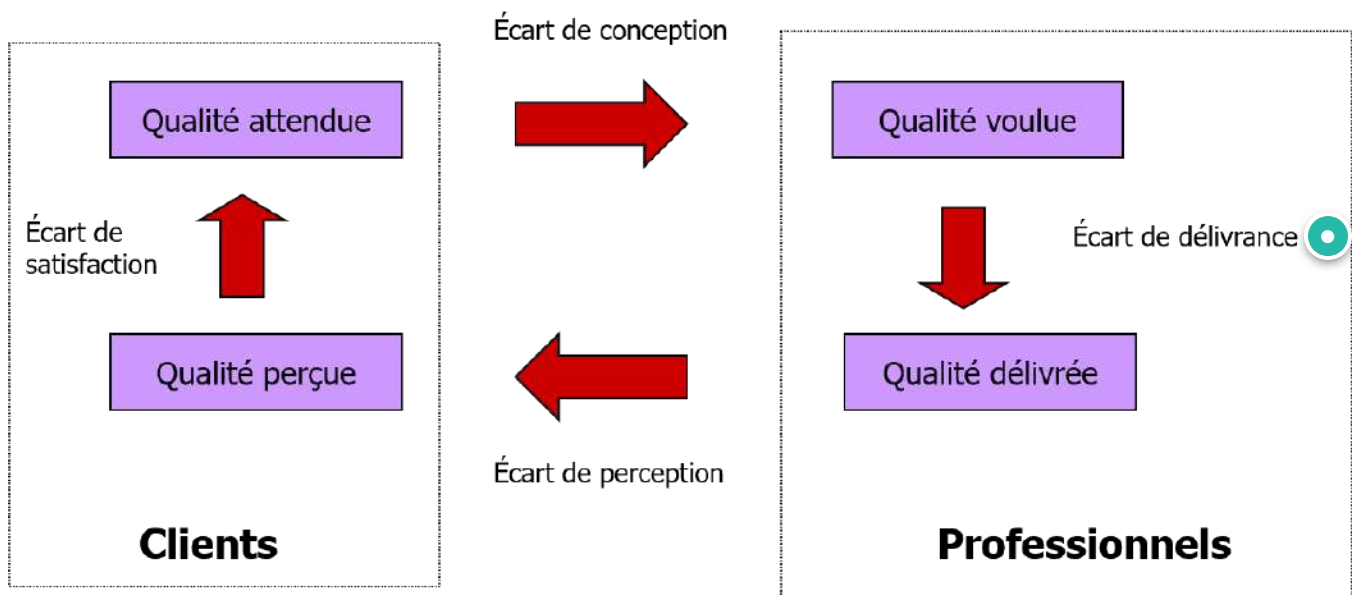 Écart de conception
Qualité attendue
Qualité voulue
Écart de
satisfaction
Écart de délivrance
Qualité perçue
Qualité délivrée
Écart de perception
Clients
Professionnels